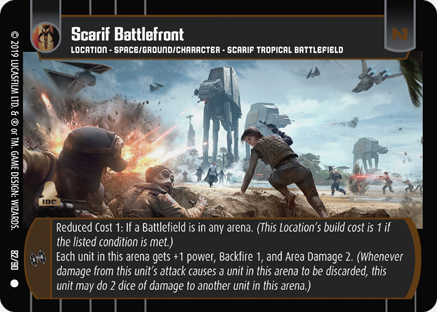 Scarif Battlefront
LOCATION - SPACE/GROUND/CHARACTER - SCARIF TROPICAL BATTLEFIELD
Reduced Cost 1: If a Battlefield is in any arena. (This Location's build cost is 1 if
the listed condition is met.)
Each unit in this arena gets +1 power, Backfire 1, and Area Damage 2. (Whenever
damage from this unit's attack causes a unit in this arena to be discarded, this
unit may do 2 dice of damage to another unit in this arena.)
© 2019 LUCASFILM LTD. & ® OR TM. GAME DESIGN, WIZARDS.